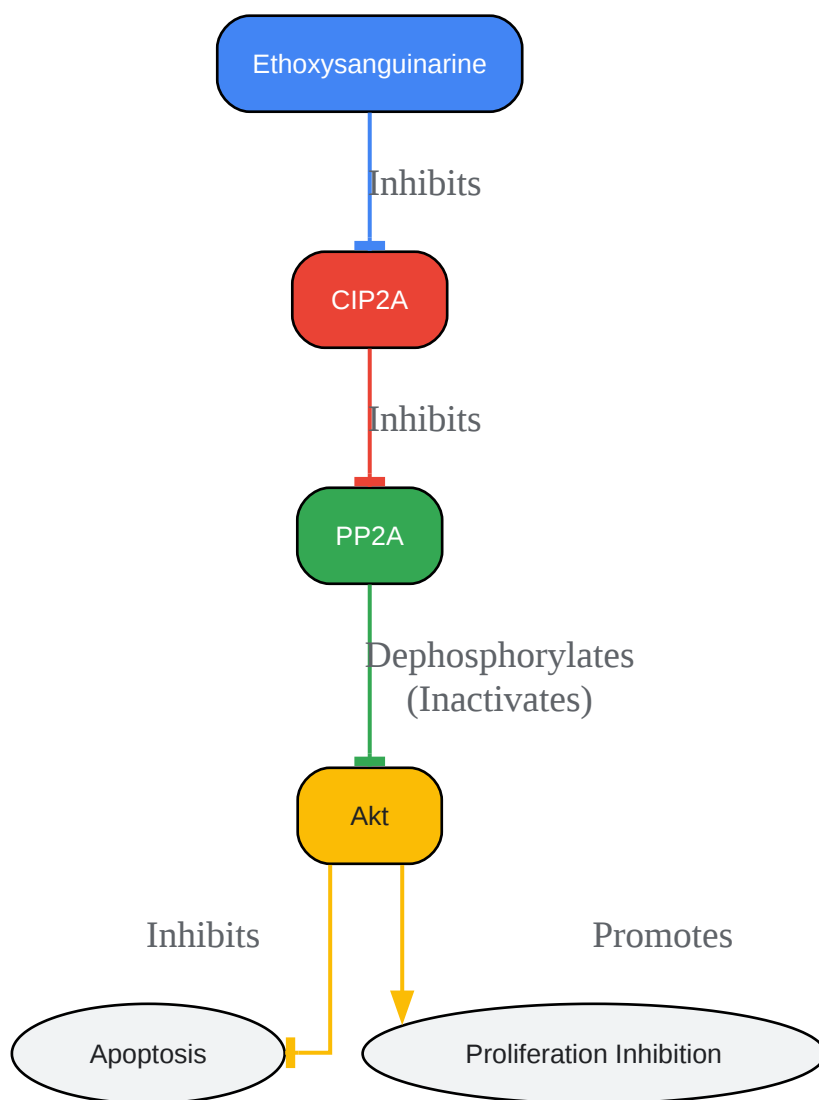 Ethoxysanguinarine
Inhibits
CIP2A
Inhibits
PP2A
Dephosphorylates
(Inactivates)
Akt
Inhibits
Promotes
Apoptosis
Proliferation Inhibition